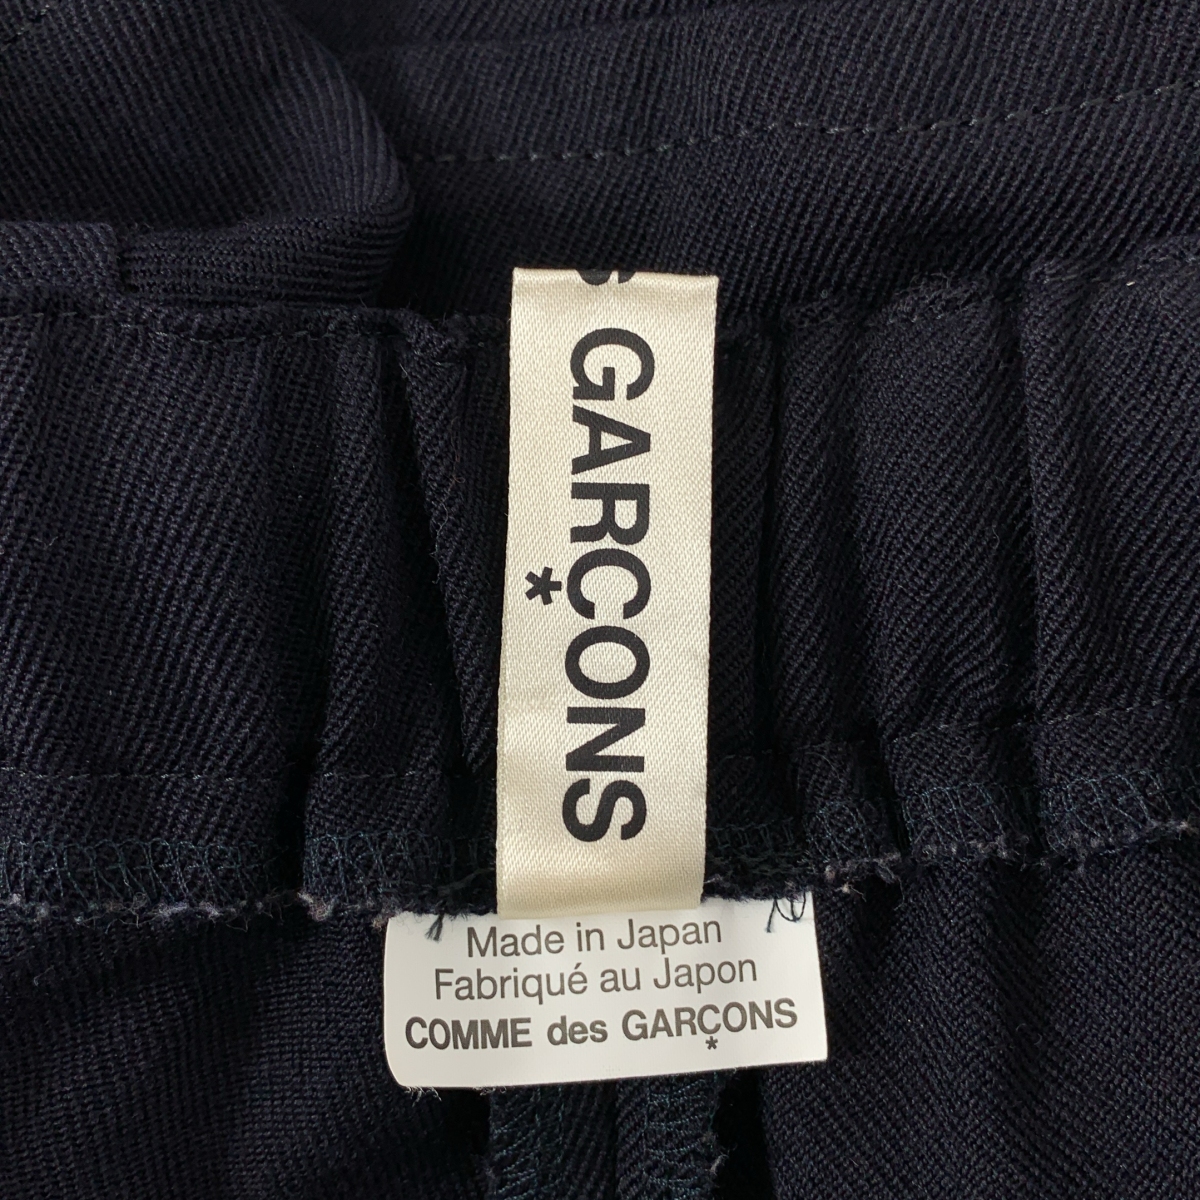 S GARÇONS
*
Made in Japan
Fabriqué au Japon
COMME des GARÇONS
*